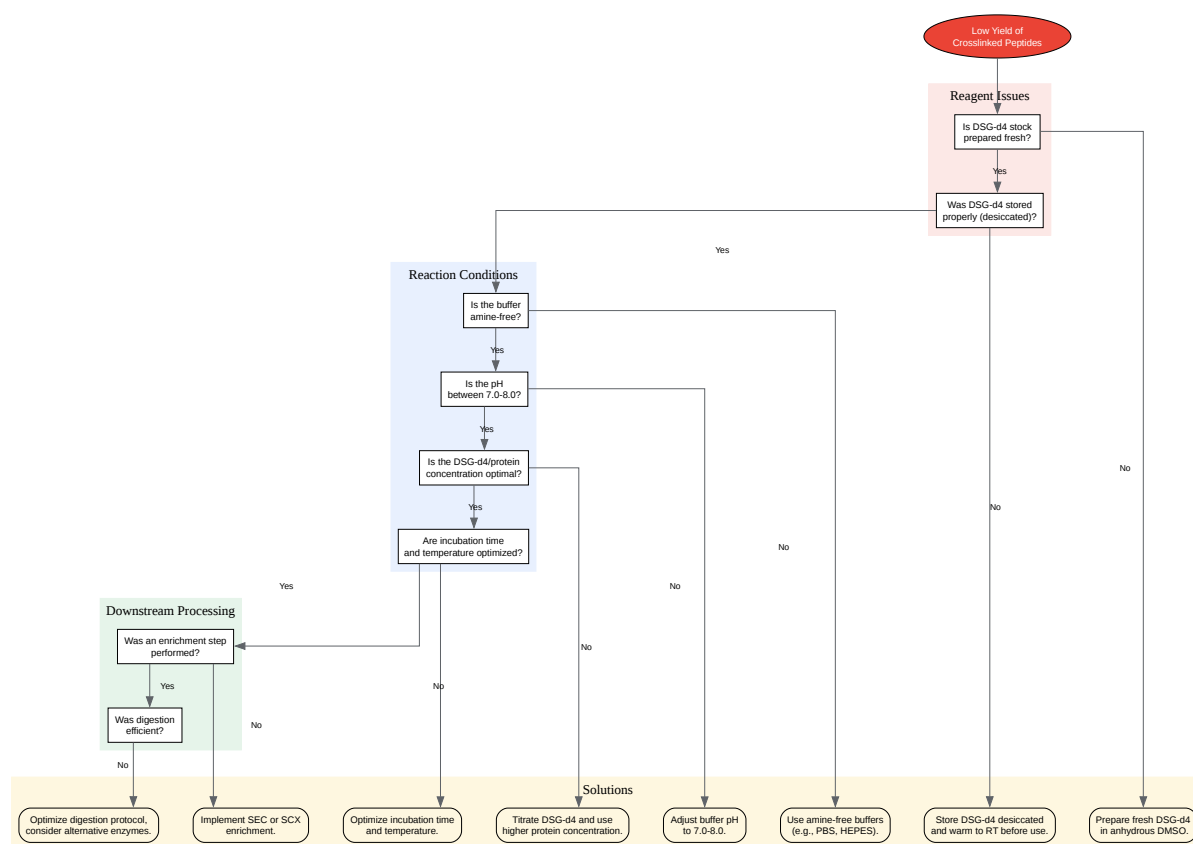 Low Yield of
Crosslinked Peptides
Reagent Issues
Is DSG-d4 stock
prepared fresh?
Yes
Was DSG-d4 stored
properly (desiccated)?
Yes
Reaction Conditions
Is the buffer
amine-free?
Yes
Is the pH
between 7.0-8.0?
Yes
Is the DSG-d4/protein
concentration optimal?
No
Yes
No
Are incubation time
and temperature optimized?
No
Yes
No
Downstream Processing
Was an enrichment step
performed?
No
Yes
No
Was digestion
efficient?
No
No
Solutions
Optimize digestion protocol,
consider alternative enzymes.
Implement SEC or SCX
enrichment.
Optimize incubation time
and temperature.
Titrate DSG-d4 and use
higher protein concentration.
Adjust buffer pH
to 7.0-8.0.
Use amine-free buffers
(e.g., PBS, HEPES).
Store DSG-d4 desiccated
and warm to RT before use.
Prepare fresh DSG-d4
in anhydrous DMSO.